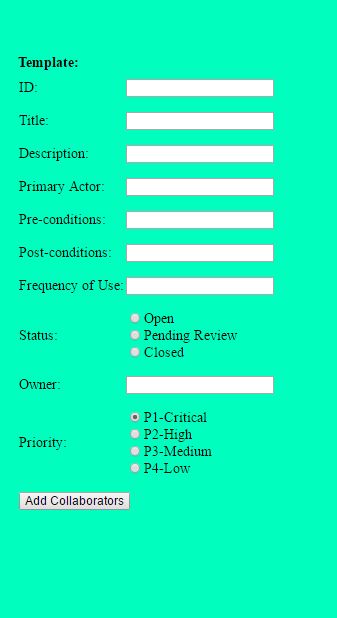 Template:
ID:
Title:
Description:
Primary Actor:
Pre-conditions:
Post-conditions:
Frequency of Use:
Open
Status:
Pending Review
Closed
Owner:
P1-Critical
P2-High
Priority:
P3-Medium
P4-Low
Add Collaborators